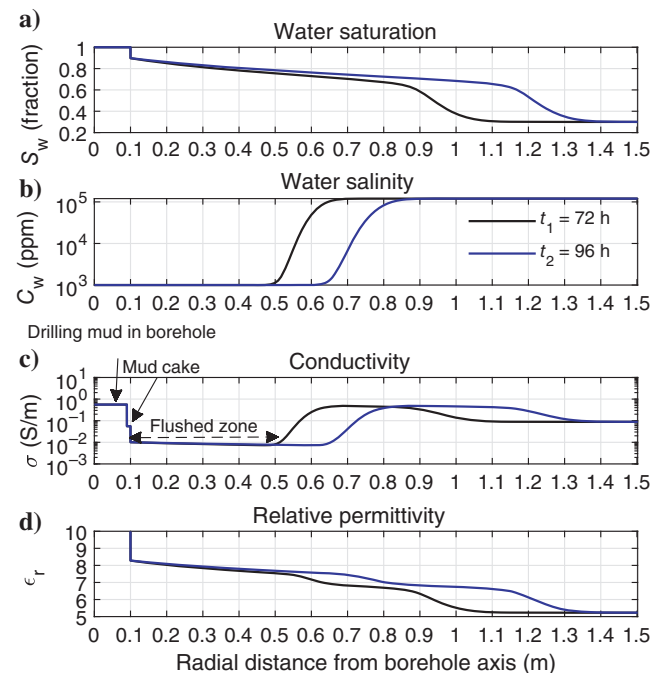 a)
Water saturation
S_w (fraction)
1
0.8
0.6
0.4
0.2
0 0.1 0.2 0.3 0.4 0.5 0.6 0.7 0.8 0.9 1 1.1 1.2 1.3 1.4 1.5
b)
Water salinity
C_w (ppm)
10^5
10^4
10^3
t_1 = 72 h
t_2 = 96 h
0 0.1 0.2 0.3 0.4 0.5 0.6 0.7 0.8 0.9 1 1.1 1.2 1.3 1.4 1.5
Drilling mud in borehole
c)
Mud cake
Conductivity
σ (S/m)
10^1
10^0
10^-1
10^-2
10^-3
Flushed zone
0 0.1 0.2 0.3 0.4 0.5 0.6 0.7 0.8 0.9 1 1.1 1.2 1.3 1.4 1.5
d)
Relative permittivity
ϵ_r
10
9
8
7
6
5
0 0.1 0.2 0.3 0.4 0.5 0.6 0.7 0.8 0.9 1 1.1 1.2 1.3 1.4 1.5
Radial distance from borehole axis (m)